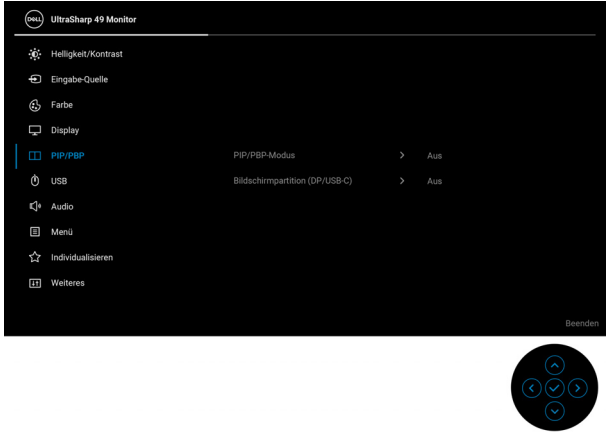 DELL UltraSharp 49 Monitor
Helligkeit/Kontrast
Eingabe-Quelle
Farbe
Display
PIP/PBP PIP/PBP-Modus Aus
USB Bildschirmpartition (DP/USB-C) Aus
Audio
Menü
Individualisieren
Weiteres
Beenden